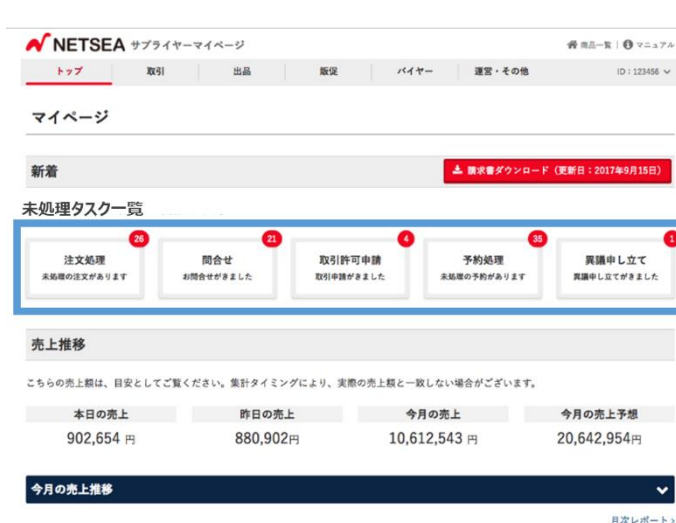 NETSEA サプライヤーマイページ
商品一覧 | マニュアル
トップ 取引 出品 販促 バイヤー 運営・その他 ID：123456
マイページ
新着
請求書ダウンロード（更新日：2017年9月15日）
未処理タスク一覧
26 21 4 35 1
注文処理 問合せ 取引許可申請 予約処理 異議申し立て
未処理の注文があります お問合せがきました 取引申請がきました 未処理の予約があります 異議申し立てがきました
売上推移
こちらの売上額は、目安としてご覧ください。集計タイミングにより、実際の売上額と一致しない場合がございます。
本日の売上 昨日の売上 今月の売上 今月の売上予想
902,654 円 880,902円 10,612,543 円 20,642,954円
今月の売上推移
月次レポート